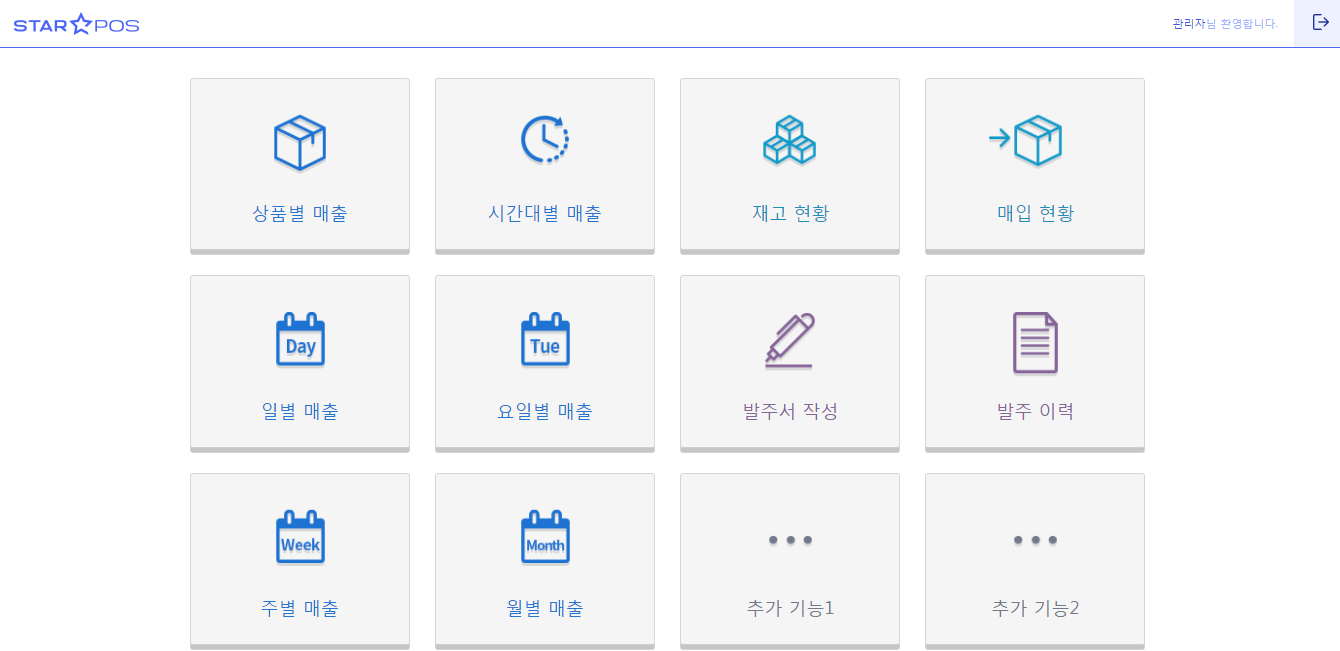 STAR☆POS
관리자님 환영합니다.
상품별 매출
시간대별 매출
재고 현황
매입 현황
Day
일별 매출
Tue
요일별 매출
발주서 작성
발주 이력
Week
주별 매출
Month
월별 매출
추가 기능1
추가 기능2